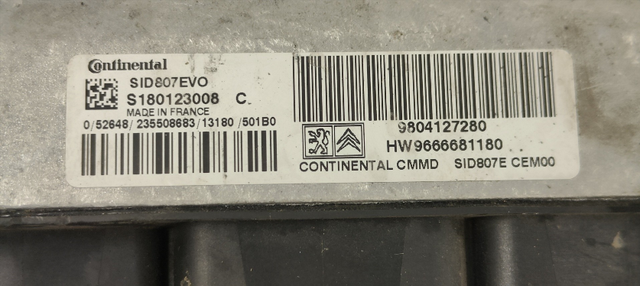 Continental
SID807EVO
S180123008 C.
MADE IN FRANCE
0/52648/235508683/13180/501B0
9804127280
HW9666681180
CONTINENTAL CMMD SID807E CEM00